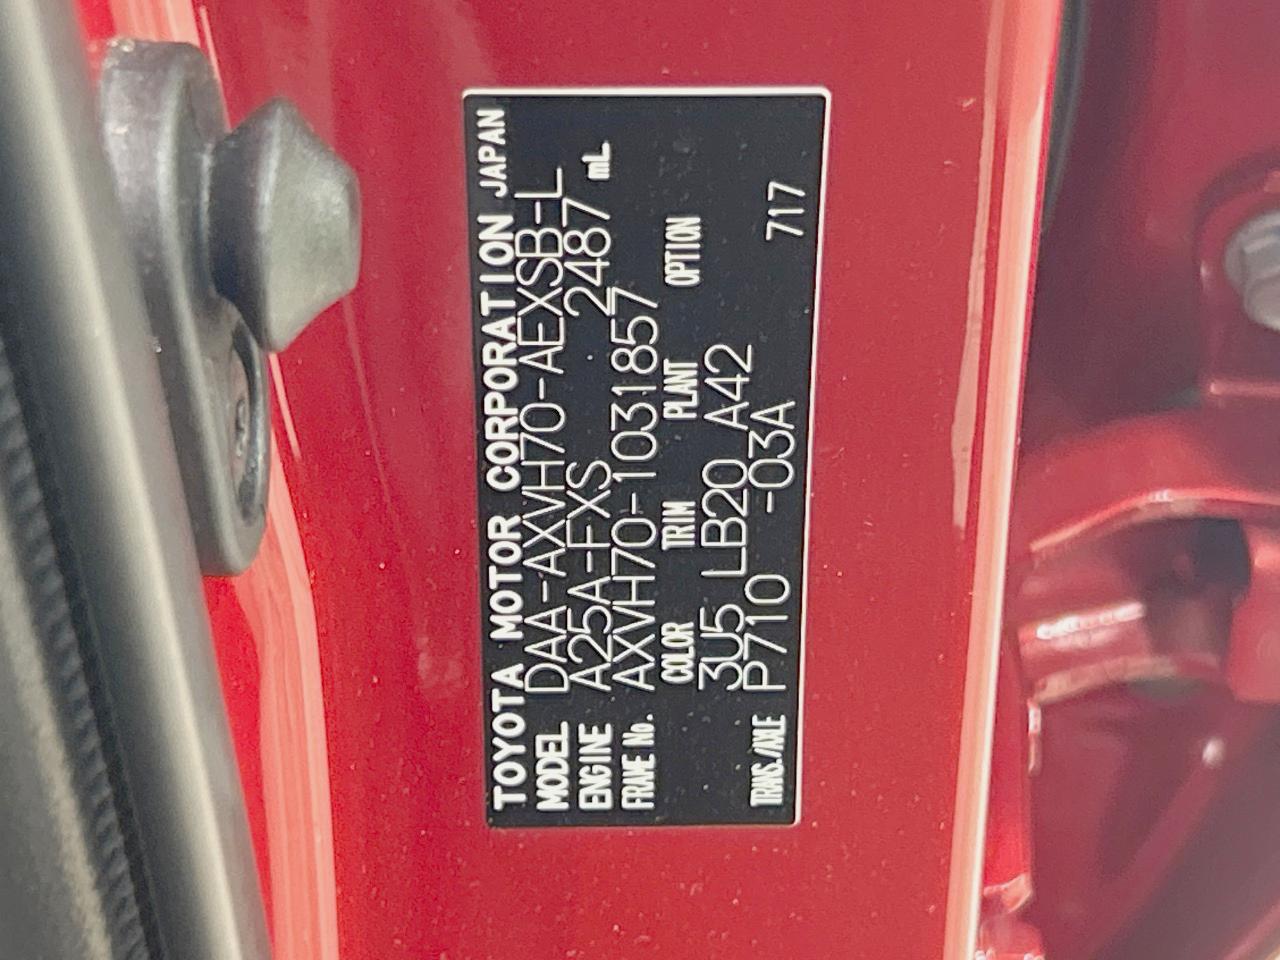 TOYOTA MOTOR CORPORATION JAPAN
MODEL DAA-AXVH70-AEXSB-L
ENGINE A25A-FXS 2487 mL
FRAME No. AXVH70-1031857
COLOR TRIM PLANT OPTION
3U5 LB20 A42
TRANS./AXLE P710 -03A 717